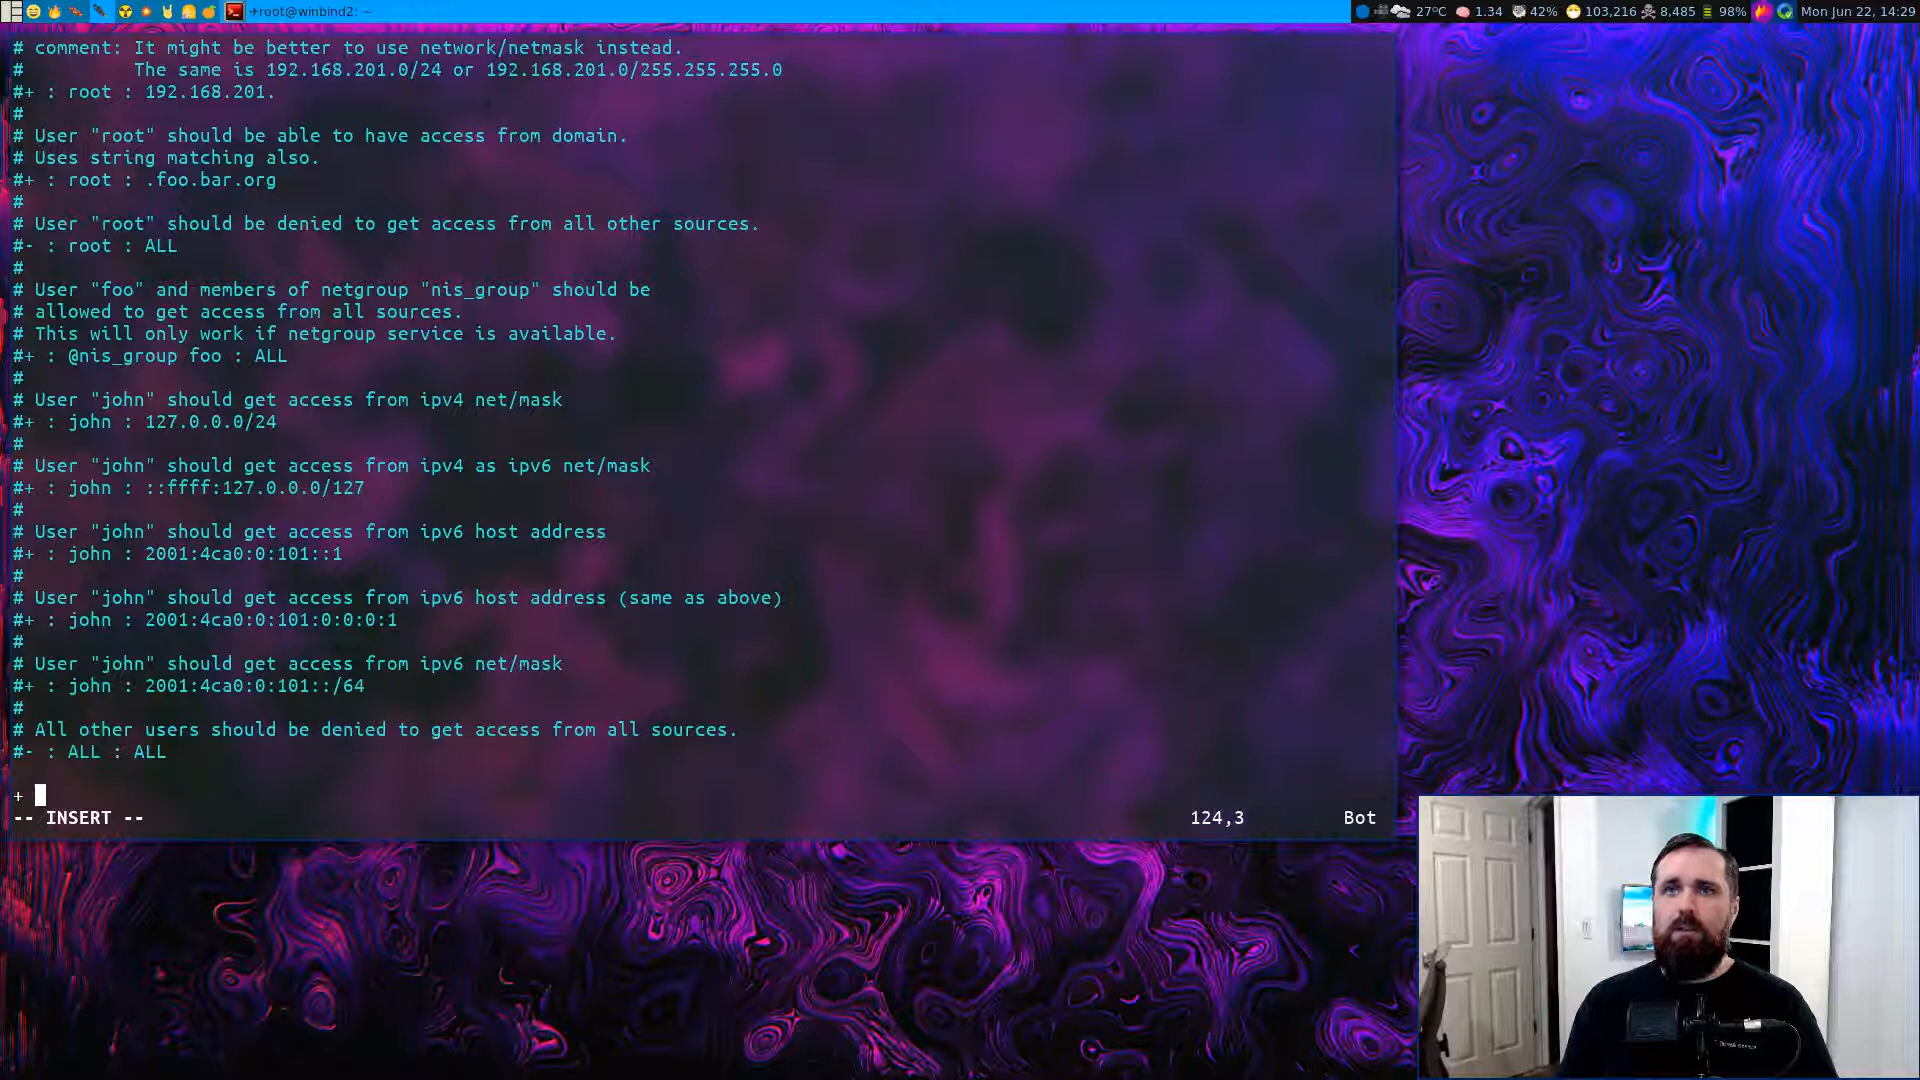 ✈root@winbind2: ~
27°C 1.34 42% 103,216 8,485 98% Mon Jun 22, 14:29
# comment: It might be better to use network/netmask instead.
#          The same is 192.168.201.0/24 or 192.168.201.0/255.255.255.0
#+ : root : 192.168.201.
#
# User "root" should be able to have access from domain.
# Uses string matching also.
#+ : root : .foo.bar.org
#
# User "root" should be denied to get access from all other sources.
#- : root : ALL
#
# User "foo" and members of netgroup "nis_group" should be
# allowed to get access from all sources.
# This will only work if netgroup service is available.
#+ : @nis_group foo : ALL
#
# User "john" should get access from ipv4 net/mask
#+ : john : 127.0.0.0/24
#
# User "john" should get access from ipv4 as ipv6 net/mask
#+ : john : ::ffff:127.0.0.0/127
#
# User "john" should get access from ipv6 host address
#+ : john : 2001:4ca0:0:101::1
#
# User "john" should get access from ipv6 host address (same as above)
#+ : john : 2001:4ca0:0:101:0:0:0:1
#
# User "john" should get access from ipv6 net/mask
#+ : john : 2001:4ca0:0:101::/64
#
# All other users should be denied to get access from all sources.
#- : ALL : ALL
+
-- INSERT -- 124,3 Bot